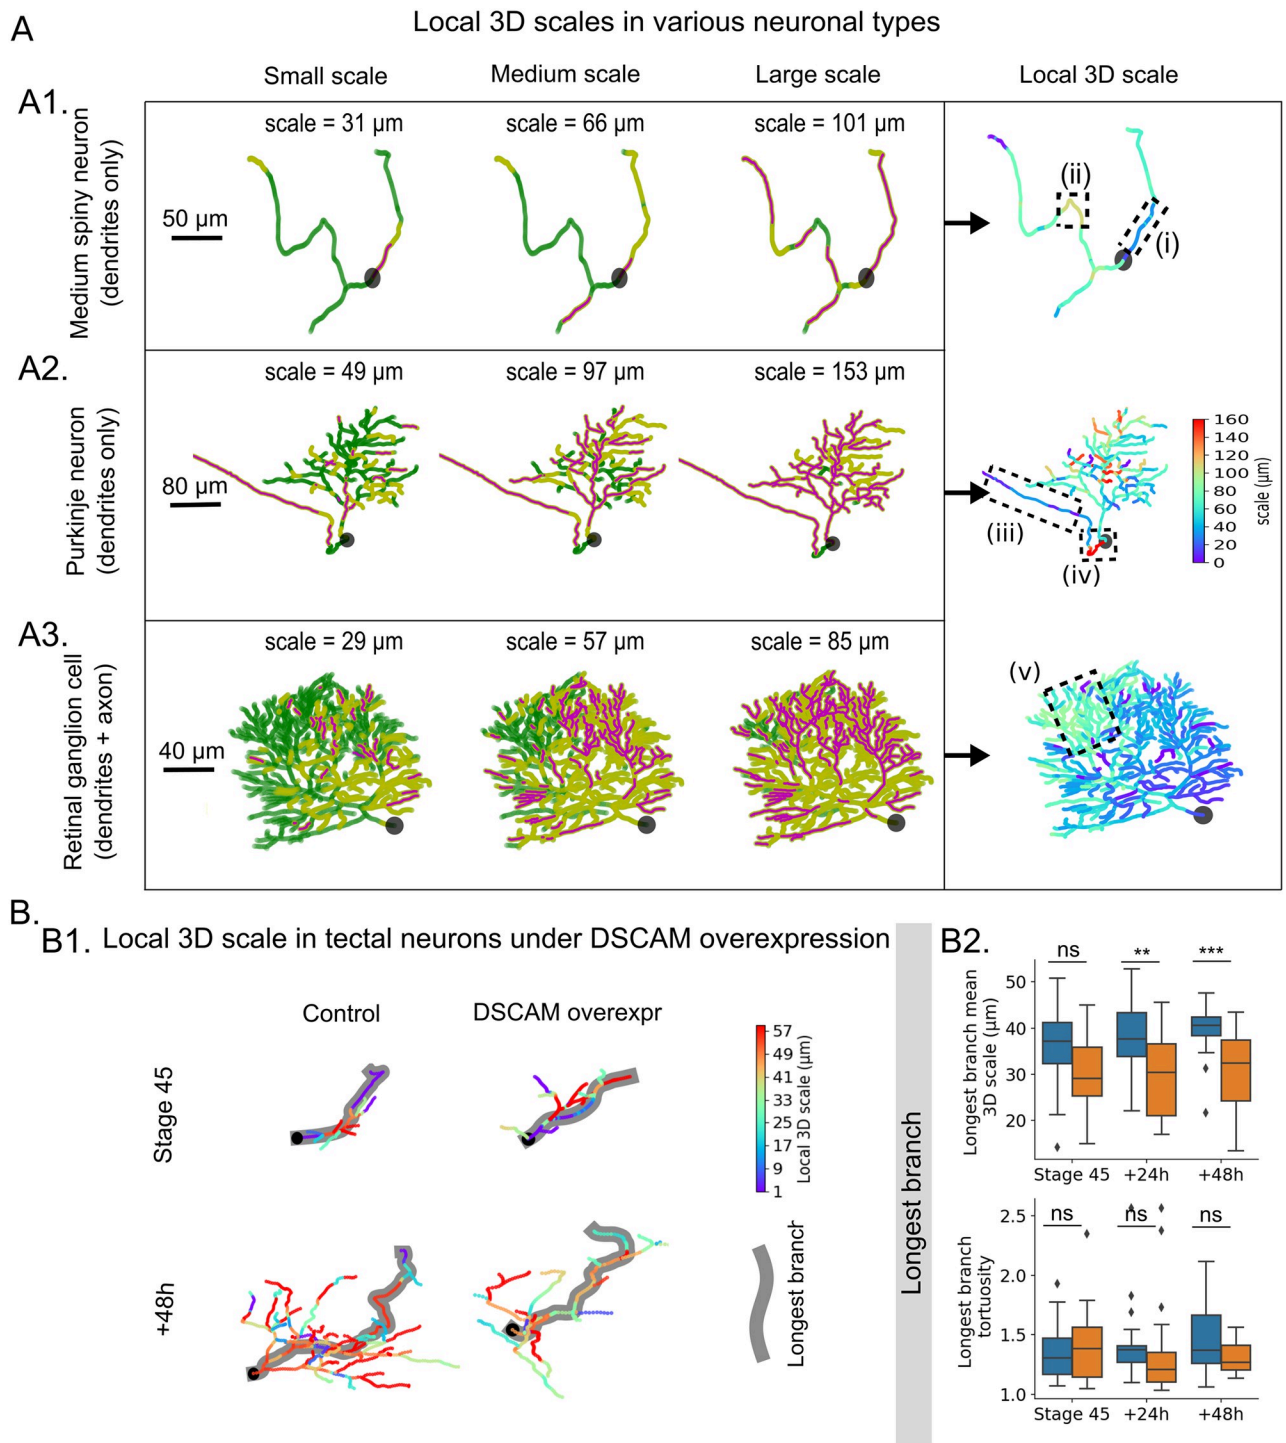 A
Local 3D scales in various neuronal types
Small scale
Medium scale
Large scale
Local 3D scale
A1.
Medium spiny neuron
(dendrites only)
scale = 31 µm
scale = 66 µm
scale = 101 µm
50 µm
(ii)
(i)
A2.
Purkinje neuron
(dendrites only)
scale = 49 µm
scale = 97 µm
scale = 153 µm
80 µm
(iii)
(iv)
160
140
120
100
80
60
40
20
0
scale (µm)
A3.
Retinal ganglion cell
(dendrites + axon)
scale = 29 µm
scale = 57 µm
scale = 85 µm
40 µm
(v)
B.
B1. Local 3D scale in tectal neurons under DSCAM overexpression
Control
DSCAM overexpr
Stage 45
+48h
57
49
41
33
25
17
9
1
Local 3D scale (µm)
Longest branch
Longest branch
B2.
Longest branch mean
3D scale (µm)
50
40
30
20
ns
**
***
Stage 45
+24h
+48h
Longest branch
tortuosity
2.5
2.0
1.5
1.0
ns
ns
ns
Stage 45
+24h
+48h